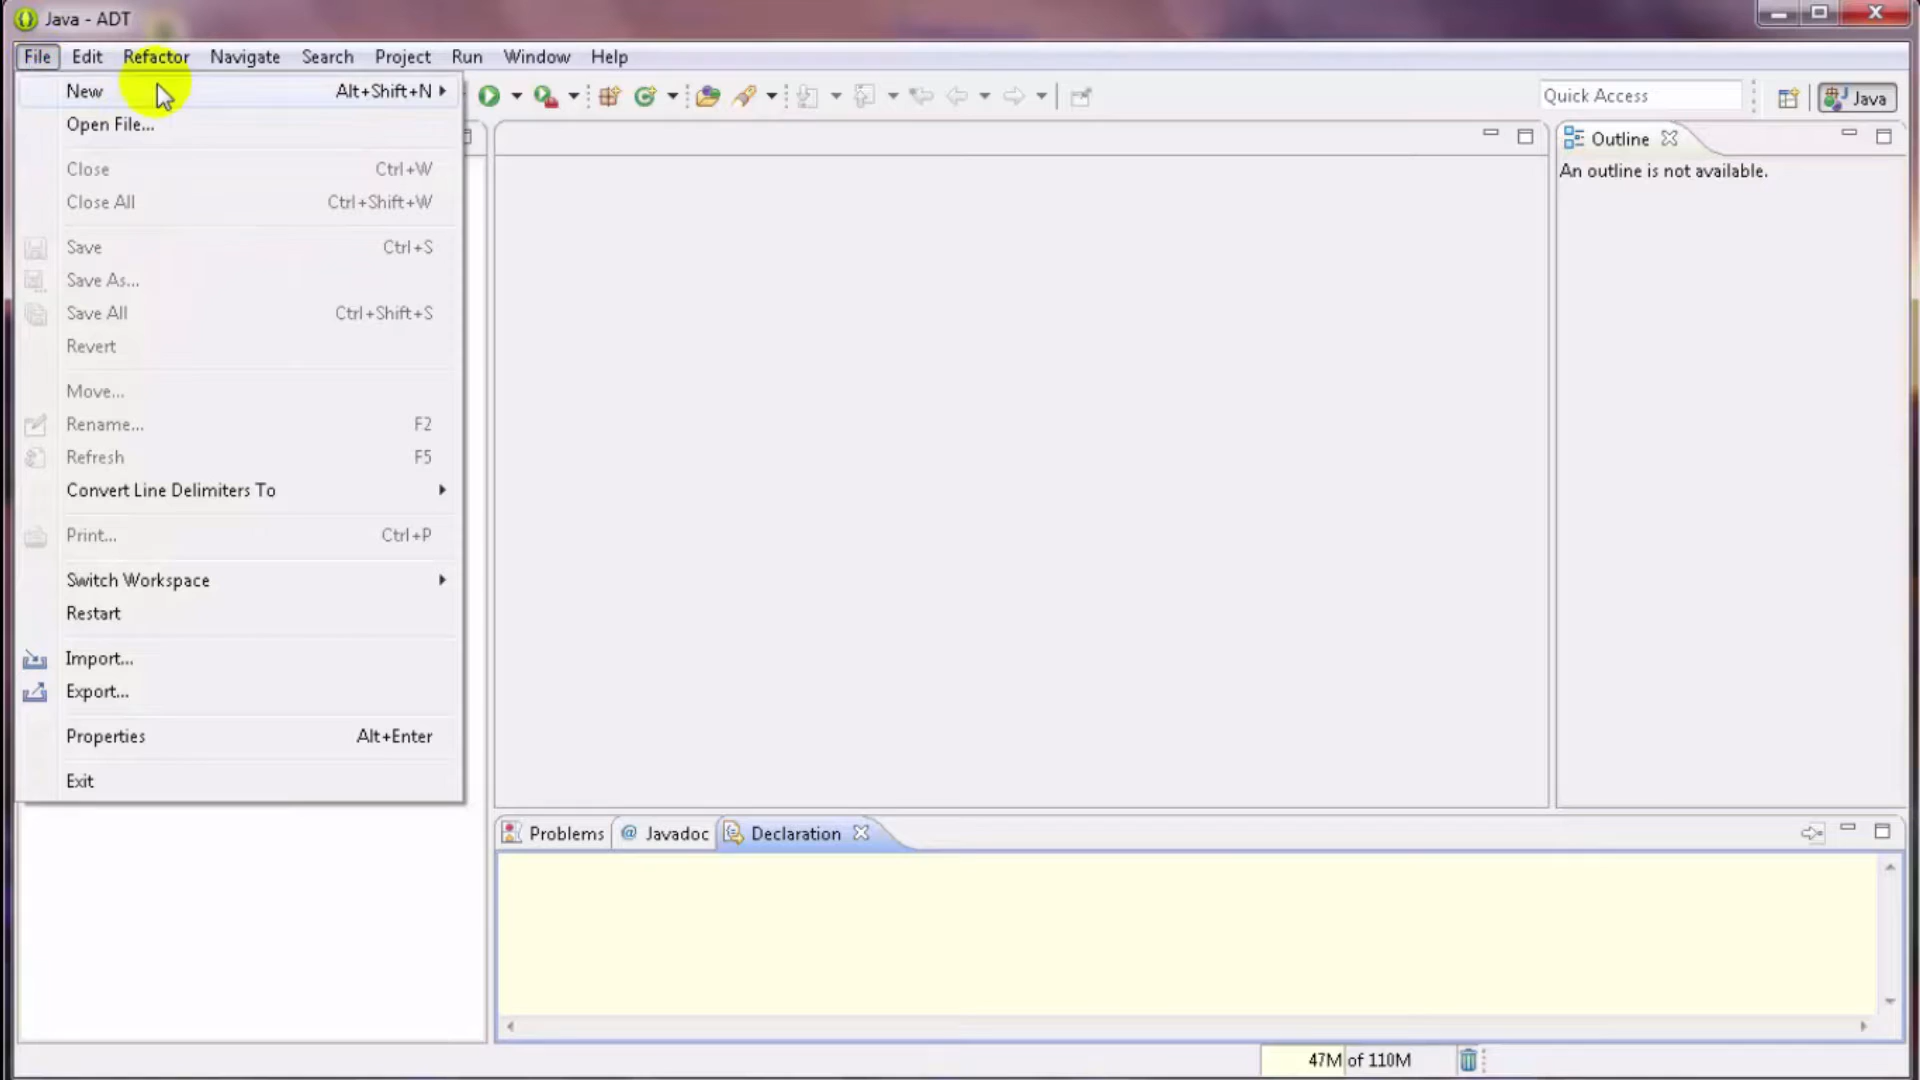 Java - ADT
File Edit Refactor Navigate Search Project Run Window Help
New Alt+Shift+N
Open File...
Close Ctrl+W
Close All Ctrl+Shift+W
Save Ctrl+S
Save As...
Save All Ctrl+Shift+S
Revert
Move...
Rename... F2
Refresh F5
Convert Line Delimiters To
Print... Ctrl+P
Switch Workspace
Restart
Import...
Export...
Properties Alt+Enter
Exit
Quick Access
Java
Outline
An outline is not available.
Problems @ Javadoc Declaration
47M of 110M